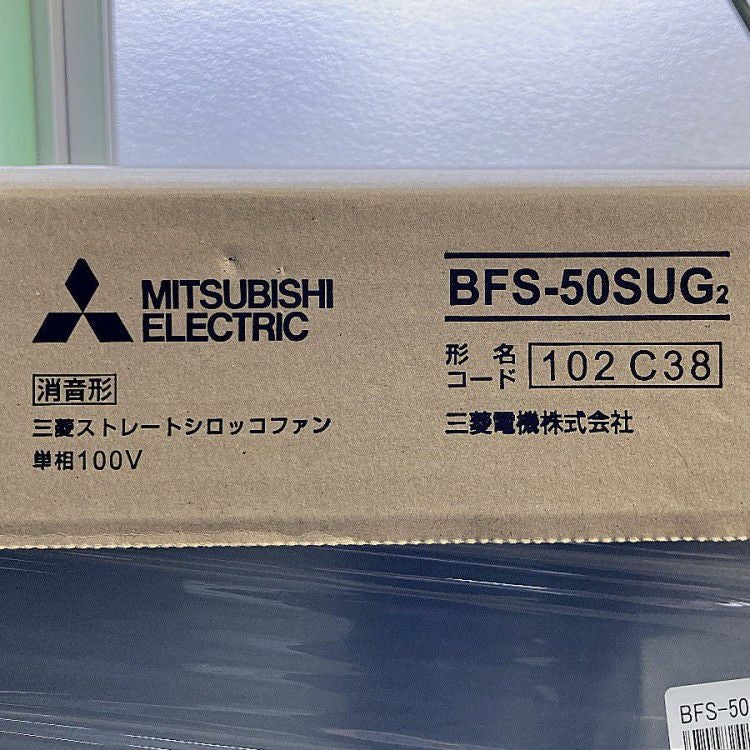 MITSUBISHI
ELECTRIC
消音形
三菱ストレートシロッコファン
単相100V
BFS-50SUG2
形名
コード
102 C38
三菱電機株式会社
BFS-50